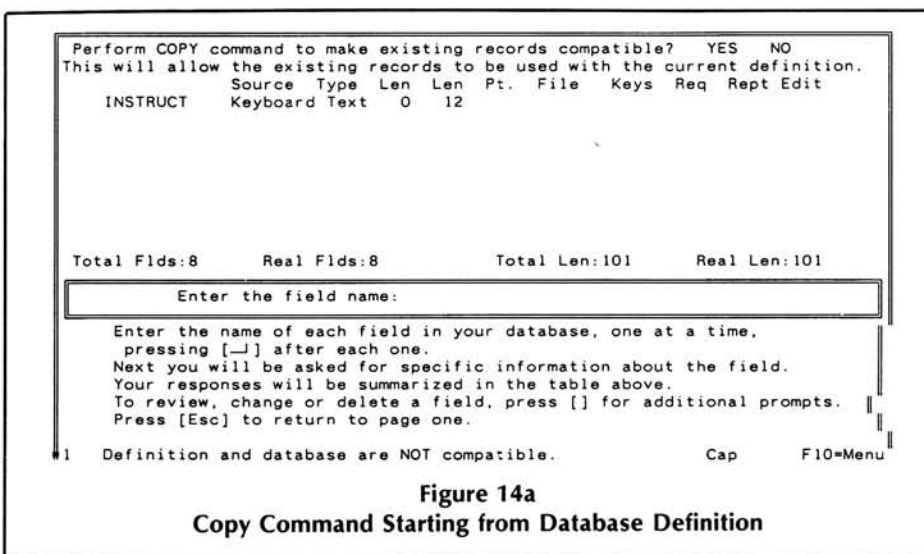 Perform COPY command to make existing records compatible? YES NO
This will allow the existing records to be used with the current definition.
Source Type Len Len Pt. File Keys Req Rept Edit
INSTRUCT Keyboard Text 0 12
Total Flds:8 Real Flds:8 Total Len:101 Real Len:101
Enter the field name:
Enter the name of each field in your database, one at a time,
pressing [↵] after each one.
Next you will be asked for specific information about the field.
Your responses will be summarized in the table above.
To review, change or delete a field, press [] for additional prompts.
Press [Esc] to return to page one.
1 Definition and database are NOT compatible. Cap F10=Menu
Figure 14a
Copy Command Starting from Database Definition